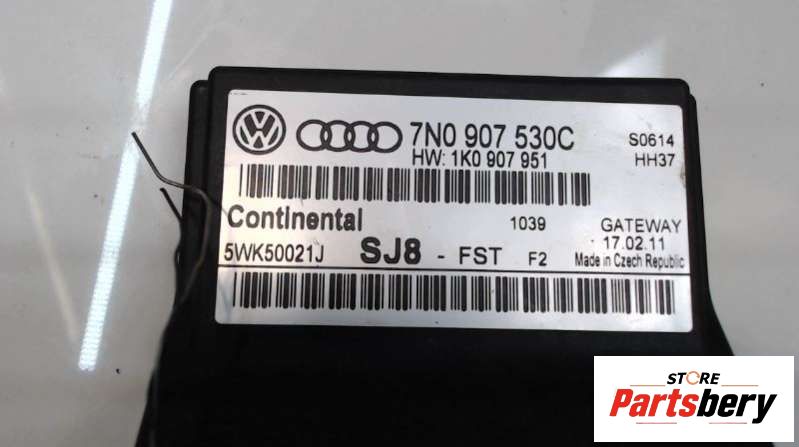 7N0 907 530C
S0614
HW: 1K0 907 951
HH37
Continental
1039
GATEWAY
17.02.11
5WK50021J
SJ8 - FST F2
Made in Czech Republic
STORE
Partsbery